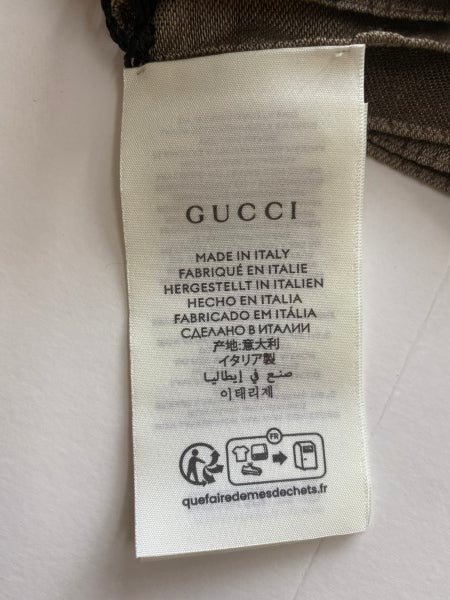 GUCCI
MADE IN ITALY
FABRIQUÉ EN ITALIE
HERGESTELLT IN ITALIEN
HECHO EN ITALIA
FABRICADO EM ITÁLIA
СДЕЛАНО В ИТАЛИИ
产地:意大利
イタリア製
صنع في إيطاليا
이태리제
FR
quefairedemesdechets.fr